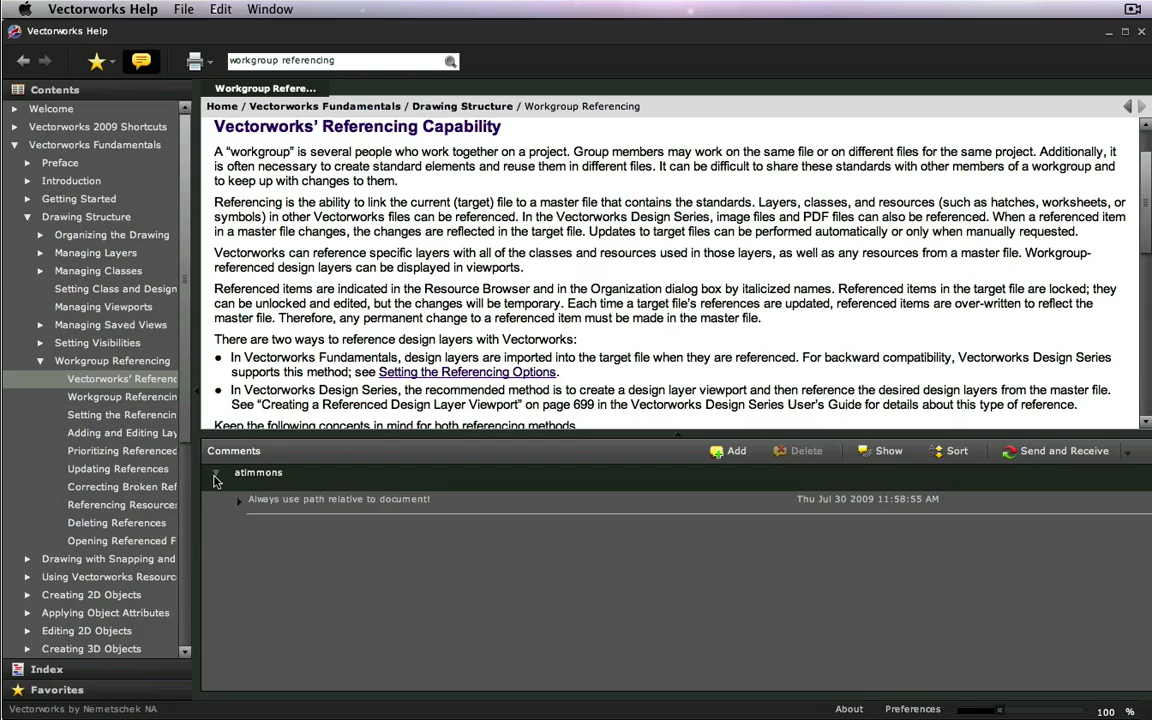 Vectorworks Help File Edit Window
Vectorworks Help
workgroup referencing
Contents
Welcome
Vectorworks 2009 Shortcuts
Vectorworks Fundamentals
Preface
Introduction
Getting Started
Drawing Structure
Organizing the Drawing
Managing Layers
Managing Classes
Setting Class and Design
Managing Viewports
Managing Saved Views
Setting Visibilities
Workgroup Referencing
Vectorworks' Referenc
Workgroup Referencin
Setting the Referencin
Adding and Editing Lay
Prioritizing Referenced
Updating References
Correcting Broken Ref
Referencing Resources
Deleting References
Opening Referenced F
Drawing with Snapping and
Using Vectorworks Resourc
Creating 2D Objects
Applying Object Attributes
Editing 2D Objects
Creating 3D Objects
Index
Favorites
Workgroup Refere...
Home / Vectorworks Fundamentals / Drawing Structure / Workgroup Referencing
Vectorworks' Referencing Capability
A "workgroup" is several people who work together on a project. Group members may work on the same file or on different files for the same project. Additionally, it
is often necessary to create standard elements and reuse them in different files. It can be difficult to share these standards with other members of a workgroup and
to keep up with changes to them.
Referencing is the ability to link the current (target) file to a master file that contains the standards. Layers, classes, and resources (such as hatches, worksheets, or
symbols) in other Vectorworks files can be referenced. In the Vectorworks Design Series, image files and PDF files can also be referenced. When a referenced item
in a master file changes, the changes are reflected in the target file. Updates to target files can be performed automatically or only when manually requested.
Vectorworks can reference specific layers with all of the classes and resources used in those layers, as well as any resources from a master file. Workgroup-
referenced design layers can be displayed in viewports.
Referenced items are indicated in the Resource Browser and in the Organization dialog box by italicized names. Referenced items in the target file are locked; they
can be unlocked and edited, but the changes will be temporary. Each time a target file's references are updated, referenced items are over-written to reflect the
master file. Therefore, any permanent change to a referenced item must be made in the master file.
There are two ways to reference design layers with Vectorworks:
● In Vectorworks Fundamentals, design layers are imported into the target file when they are referenced. For backward compatibility, Vectorworks Design Series
supports this method; see Setting the Referencing Options.
● In Vectorworks Design Series, the recommended method is to create a design layer viewport and then reference the desired design layers from the master file.
See "Creating a Referenced Design Layer Viewport" on page 699 in the Vectorworks Design Series User's Guide for details about this type of reference.
Keep the following concepts in mind for both referencing methods
Comments Add Delete Show Sort Send and Receive
atimmons
Always use path relative to document! Thu Jul 30 2009 11:58:55 AM
Vectorworks by Nemetschek NA About Preferences 100 %